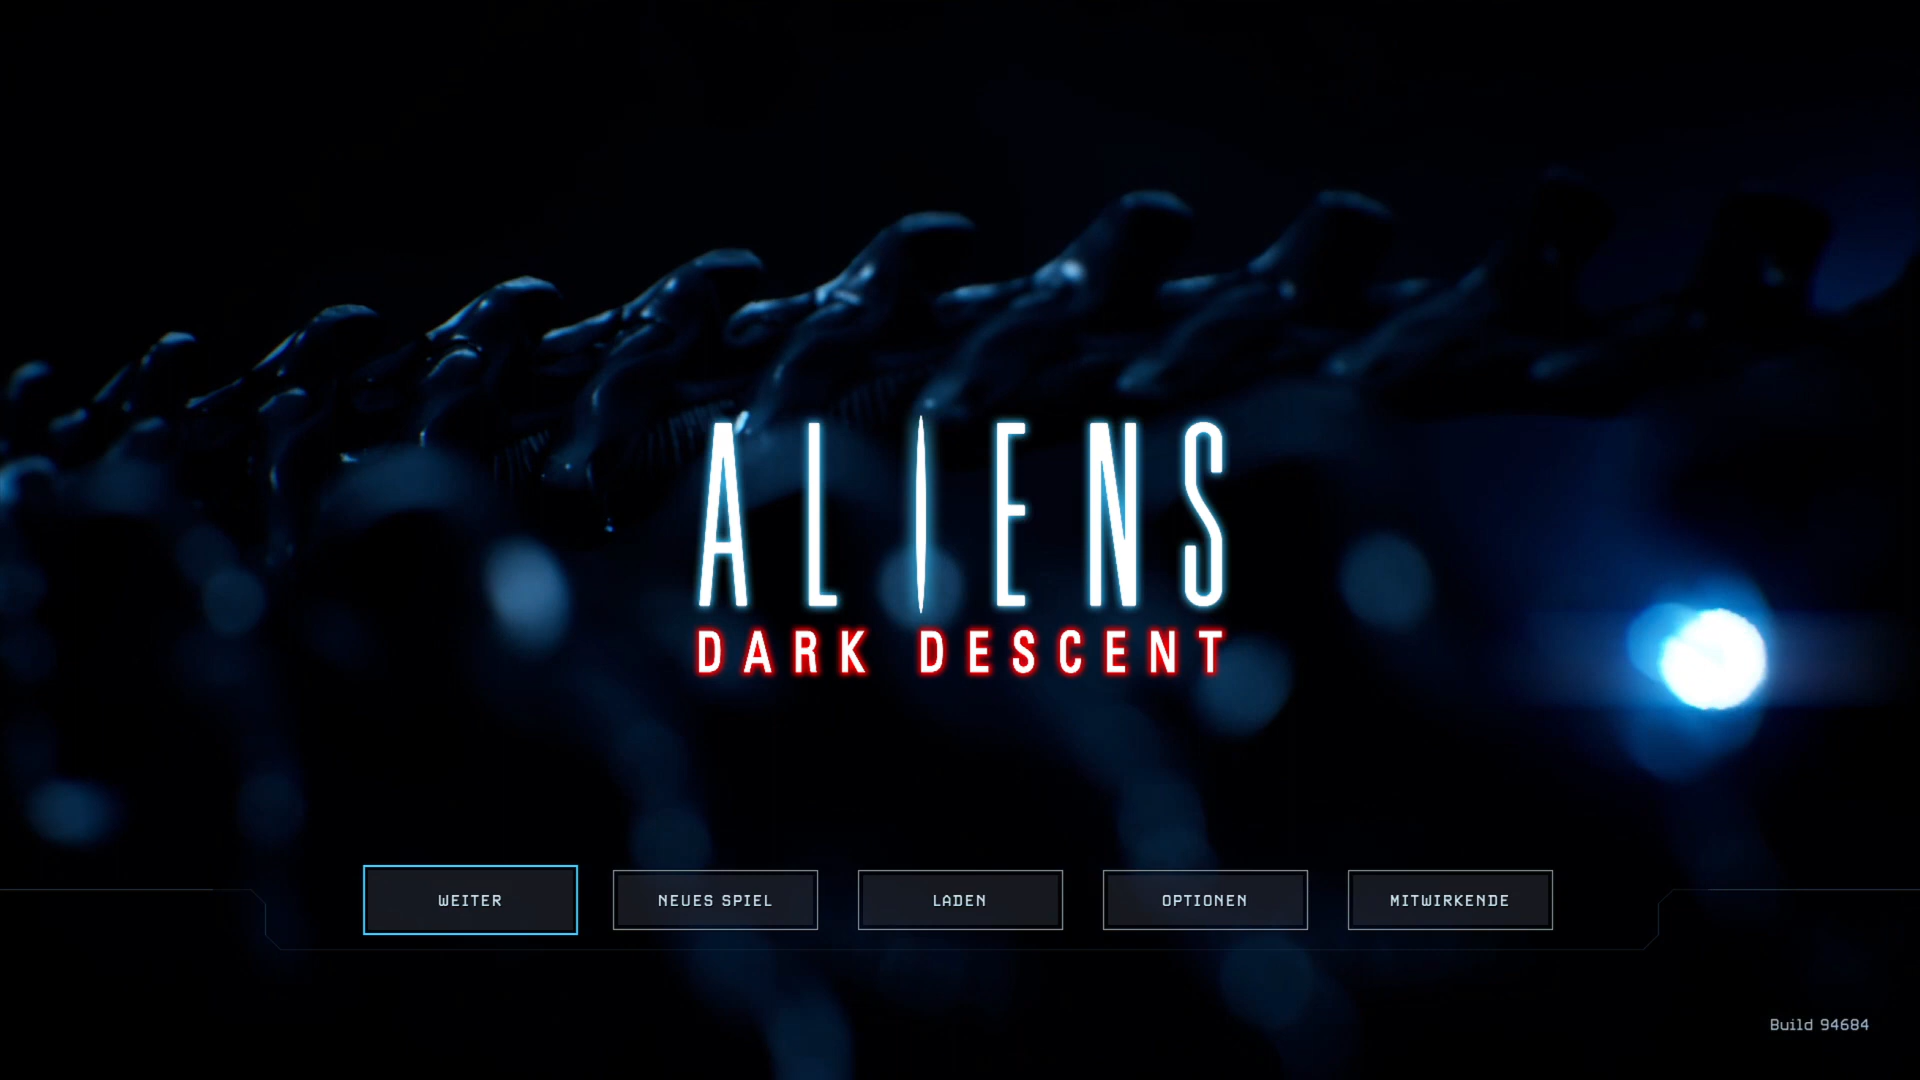 ALIENS
DARK DESCENT
WEITER
NEUES SPIEL
LADEN
OPTIONEN
MITWIRKENDE
Build 94684